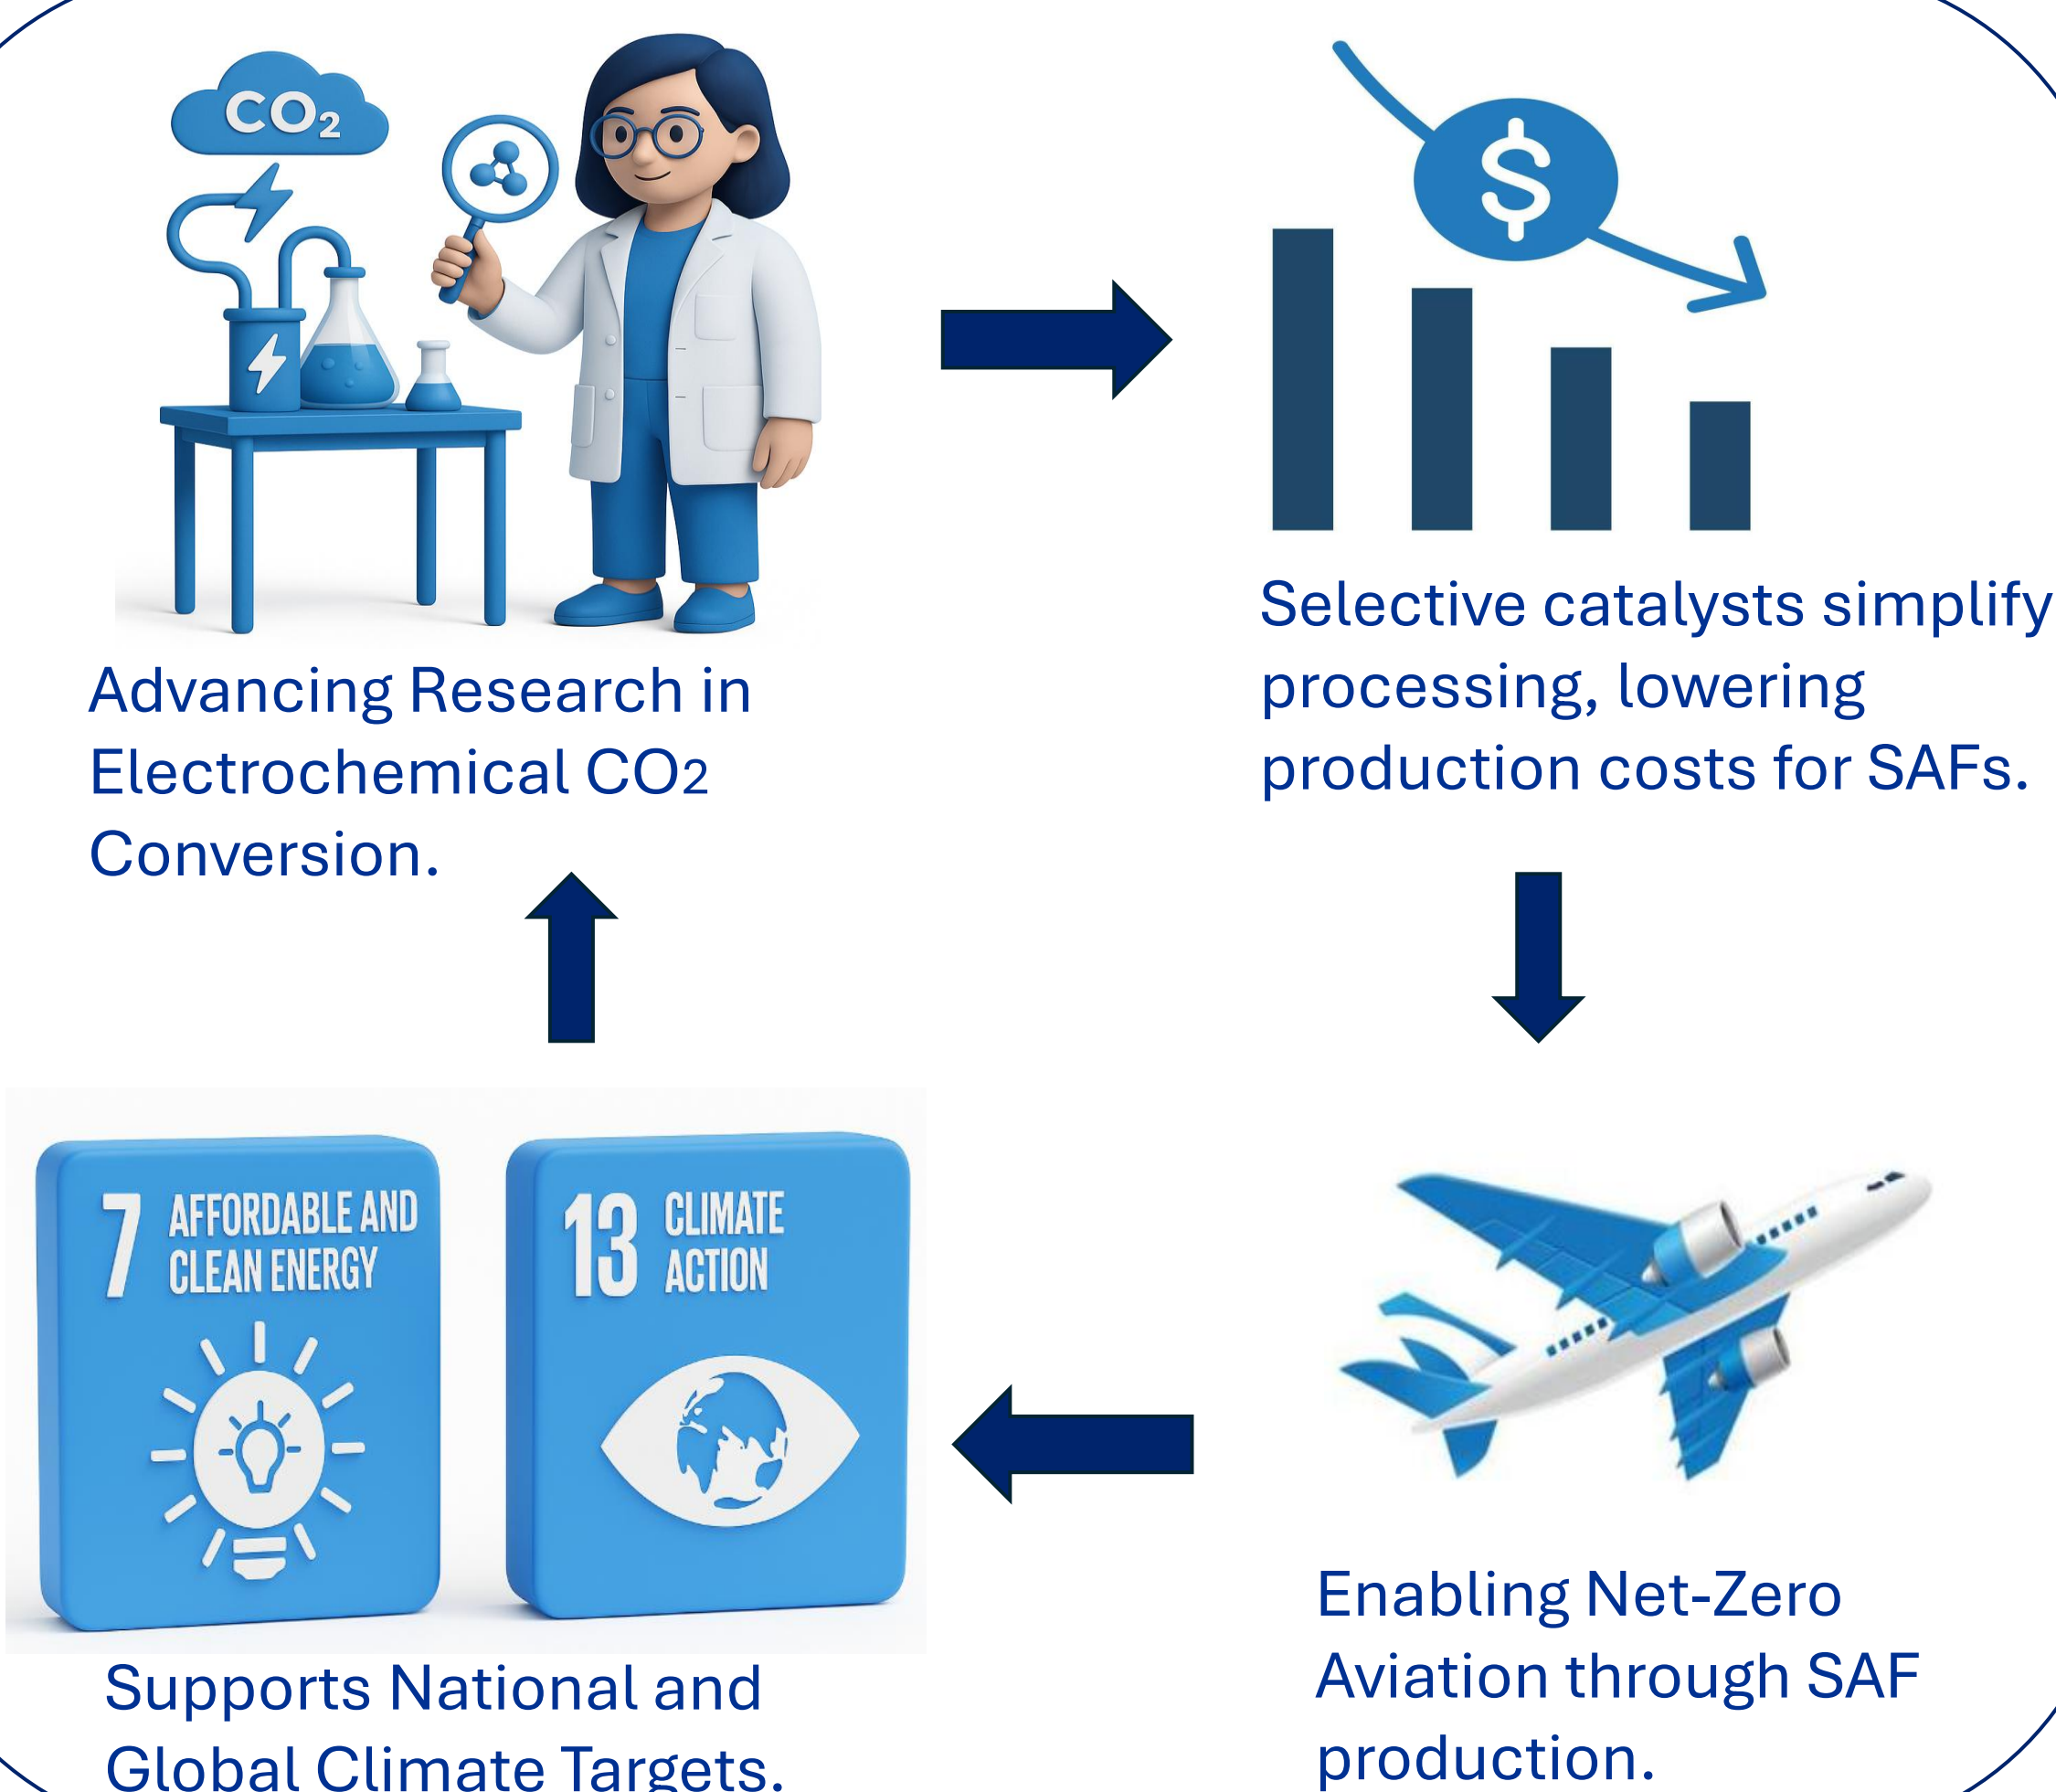 CO₂
$
Advancing Research in
Electrochemical CO2
Conversion.
Selective catalysts simplify
processing, lowering
production costs for SAFs.
7 AFFORDABLE AND
CLEAN ENERGY
13 CLIMATE
ACTION
Supports National and
Global Climate Targets.
Enabling Net-Zero
Aviation through SAF
production.